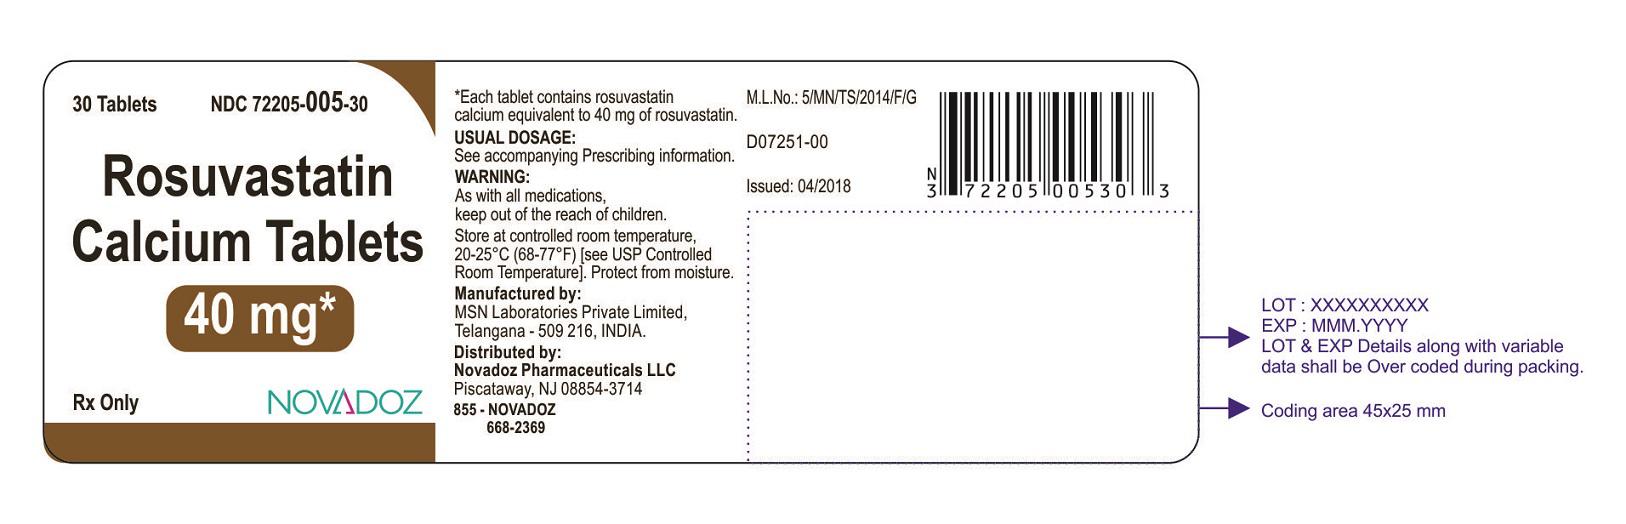 30 Tablets NDC 72205-005-30
Rosuvastatin
Calcium Tablets
40 mg*
Rx Only NOVADOZ
*Each tablet contains rosuvastatin
calcium equivalent to 40 mg of rosuvastatin.
USUAL DOSAGE:
See accompanying Prescribing information.
WARNING:
As with all medications,
keep out of the reach of children.
Store at controlled room temperature,
20-25°C (68-77°F) [see USP Controlled
Room Temperature]. Protect from moisture.
Manufactured by:
MSN Laboratories Private Limited,
Telangana - 509 216, INDIA.
Distributed by:
Novadoz Pharmaceuticals LLC
Piscataway, NJ 08854-3714
855 - NOVADOZ
668-2369
M.L.No.: 5/MN/TS/2014/F/G
D07251-00
Issued: 04/2018
N
3 72205 00530 3
LOT : XXXXXXXXXX
EXP : MMM.YYYY
LOT & EXP Details along with variable
data shall be Over coded during packing.
Coding area 45x25 mm